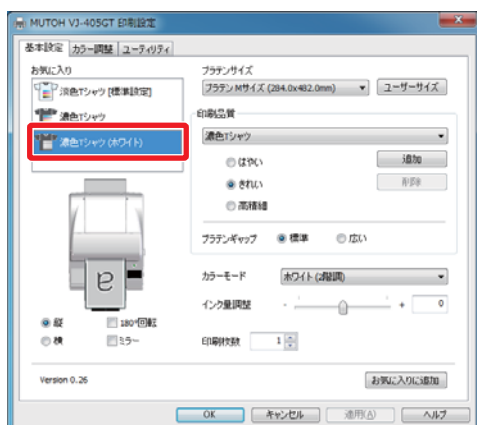 MUTOH VJ-405GT 印刷設定
基本設定 カラー調整 ユーティリティ
お気に入り
淡色Tシャツ [標準設定]
濃色Tシャツ
濃色Tシャツ (ホワイト)
a
縦 180°回転
横 ミラー
プラテンサイズ
プラテン Mサイズ (284.0x482.0mm) ユーザーサイズ
印刷品質
濃色Tシャツ
はやい 追加
きれい 削除
高精細
プラテンギャップ 標準 広い
カラーモード ホワイト (2階調)
インク量調整 - + 0
印刷枚数 1
Version 0.26 お気に入りに追加
OK キャンセル 適用(A) ヘルプ